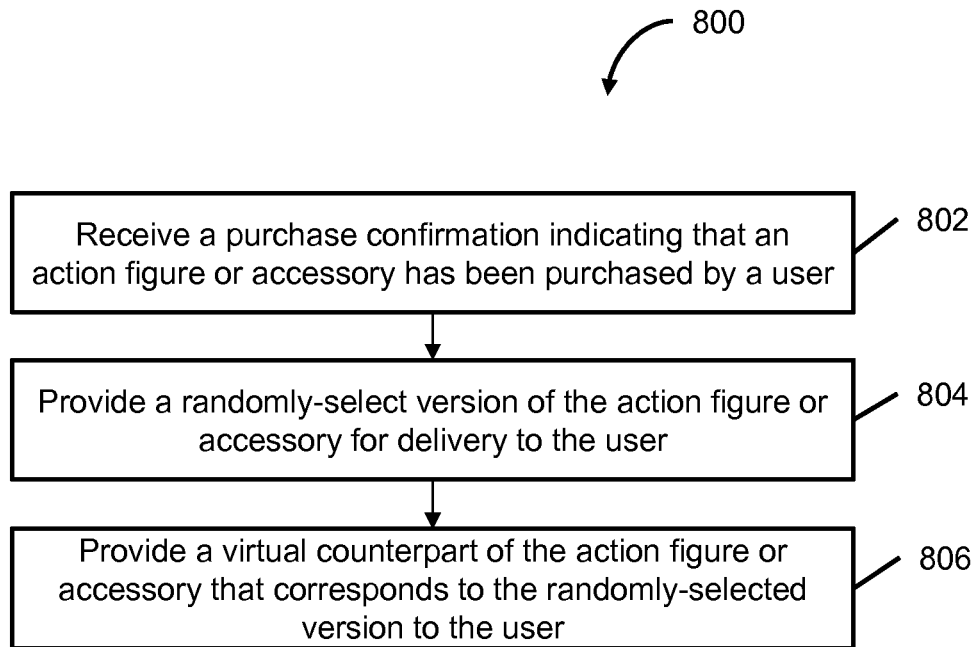 800
Receive a purchase confirmation indicating that an
action figure or accessory has been purchased by a user
802
Provide a randomly-select version of the action figure or
accessory for delivery to the user
804
Provide a virtual counterpart of the action figure or
accessory that corresponds to the randomly-selected
version to the user
806